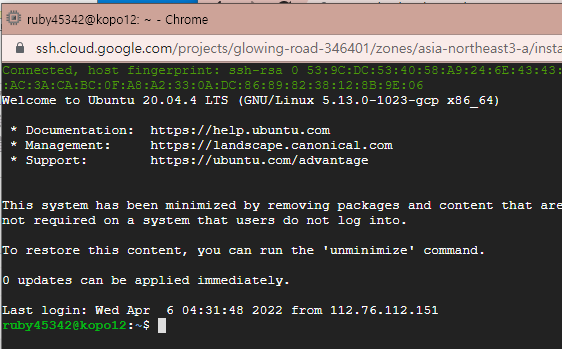 ruby45342@kopo12: ~ - Chrome
ssh.cloud.google.com/projects/glowing-road-346401/zones/asia-northeast3-a/insta
Connected, host fingerprint: ssh-rsa 0 53:9C:DC:53:40:58:A9:24:6E:43:43:
:AC:3A:CA:BC:0F:A8:A2:33:0A:DC:86:89:82:38:12:8B:9E:06
Welcome to Ubuntu 20.04.4 LTS (GNU/Linux 5.13.0-1023-gcp x86_64)
* Documentation:  https://help.ubuntu.com
* Management:     https://landscape.canonical.com
* Support:        https://ubuntu.com/advantage
This system has been minimized by removing packages and content that are
not required on a system that users do not log into.
To restore this content, you can run the 'unminimize' command.
0 updates can be applied immediately.
Last login: Wed Apr  6 04:31:48 2022 from 112.76.112.151
ruby45342@kopo12:~$